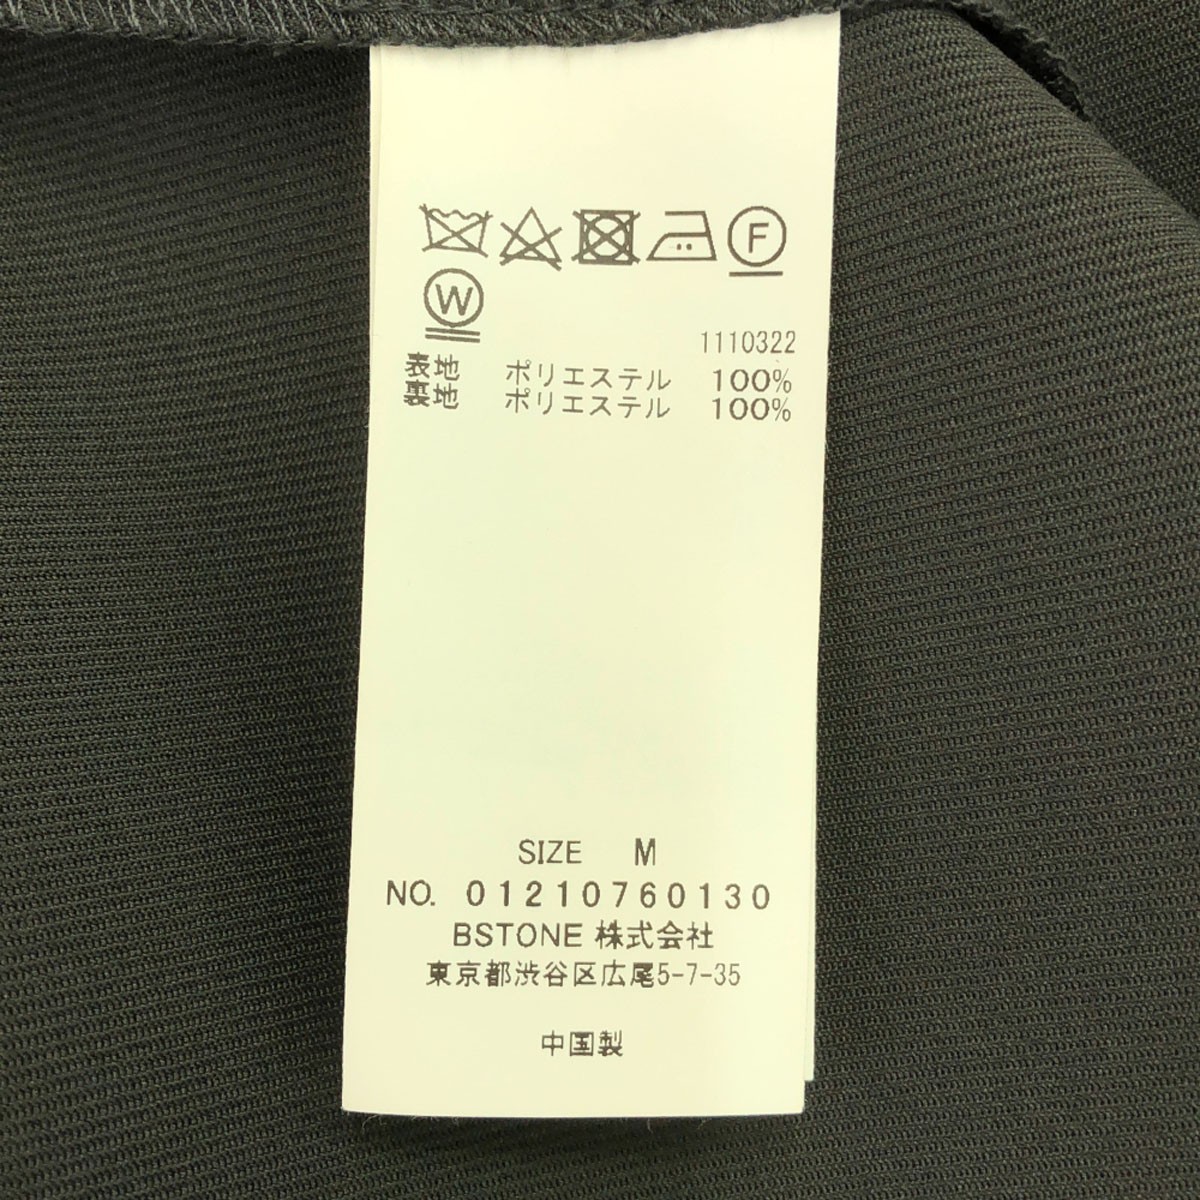 F
W
1110322
表地 ポリエステル 100%
裏地 ポリエステル 100%
SIZE M
NO. 01210760130
BSTONE 株式会社
東京都渋谷区広尾5-7-35
中国製